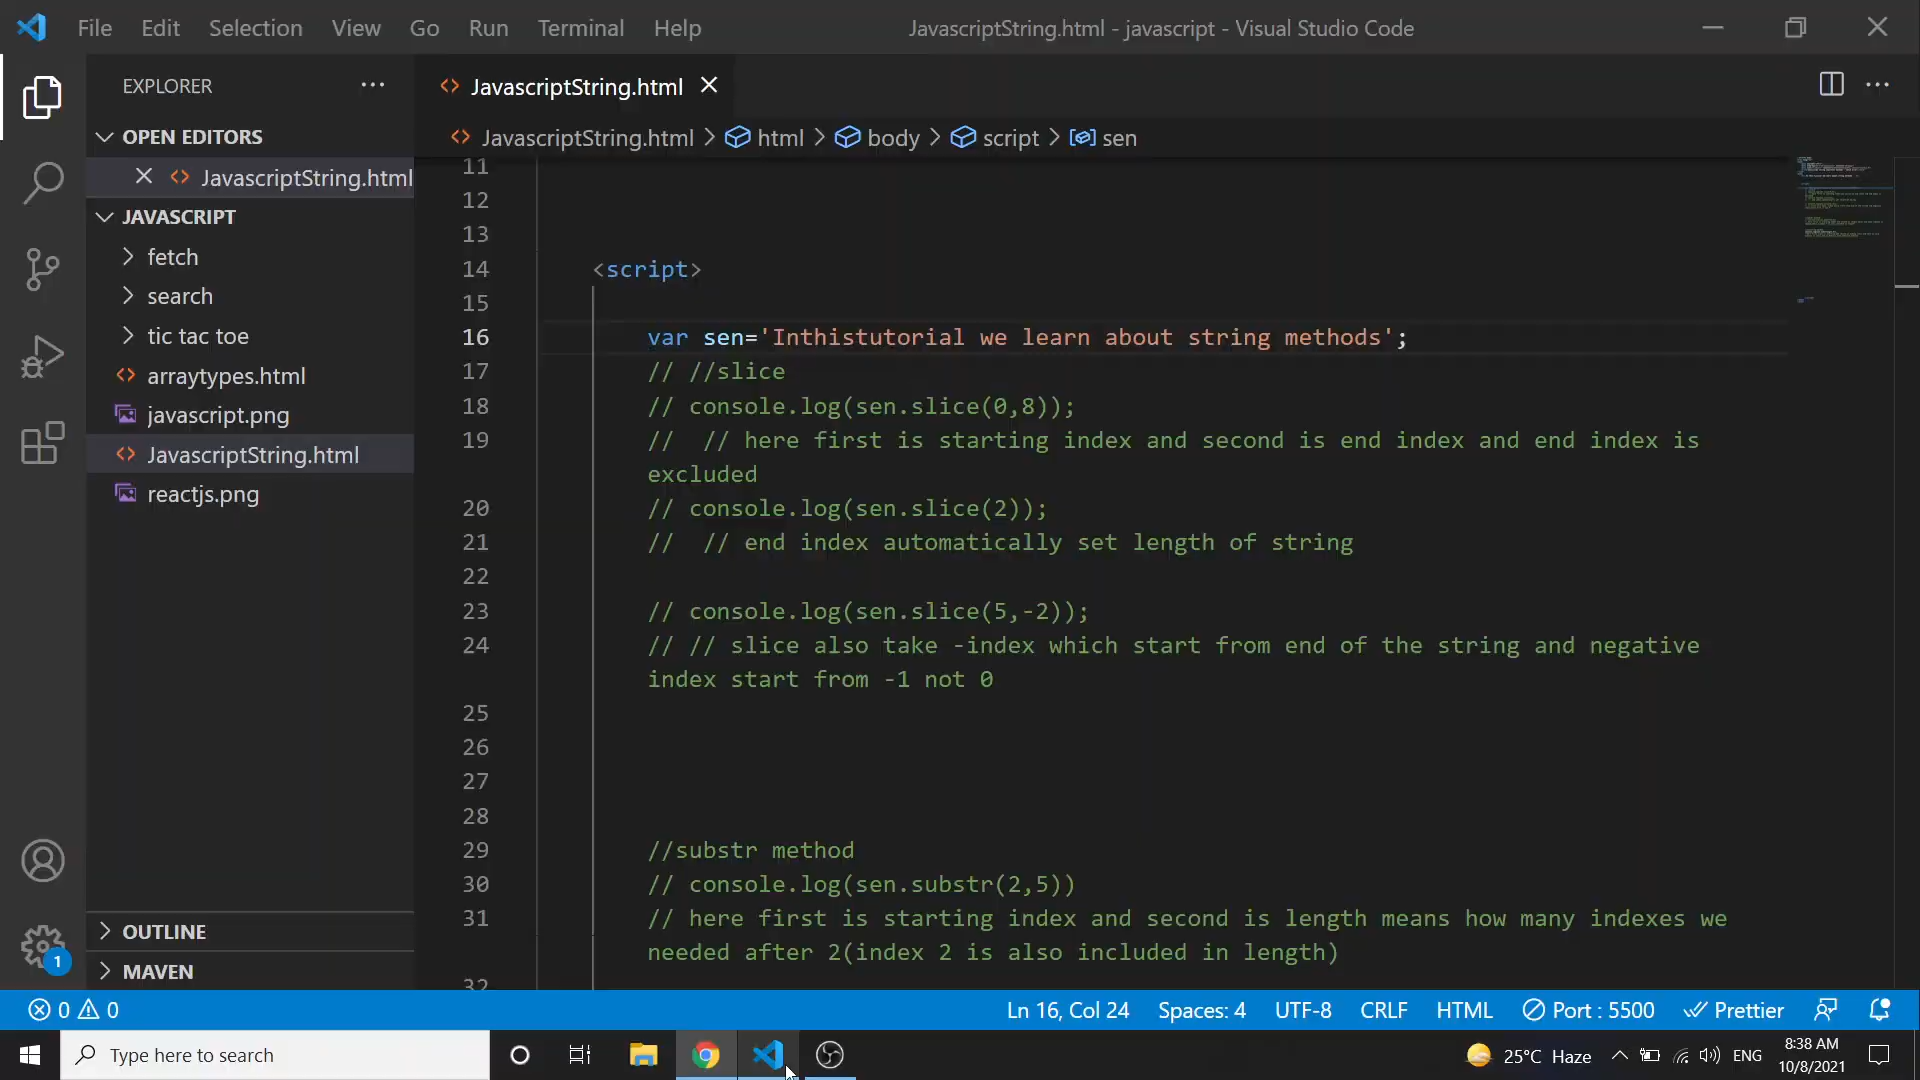 File Edit Selection View Go Run Terminal Help JavascriptString.html - javascript - Visual Studio Code
EXPLORER
JavascriptString.html
OPEN EDITORS
JavascriptString.html > html > body > script > sen
JavascriptString.html
JAVASCRIPT
fetch
search
tic tac toe
arraytypes.html
javascript.png
JavascriptString.html
reactjs.png
OUTLINE
MAVEN
11
12
13
14 <script>
15
16 var sen='Inthistutorial we learn about string methods';
17 // //slice
18 // console.log(sen.slice(0,8));
19 // // here first is starting index and second is end index and end index is
excluded
20 // console.log(sen.slice(2));
21 // // end index automatically set length of string
22
23 // console.log(sen.slice(5,-2));
24 // // slice also take -index which start from end of the string and negative
index start from -1 not 0
25
26
27
28
29 //substr method
30 // console.log(sen.substr(2,5))
31 // here first is starting index and second is length means how many indexes we
needed after 2(index 2 is also included in length)
32
1
0 0 Ln 16, Col 24 Spaces: 4 UTF-8 CRLF HTML Port : 5500 Prettier
Type here to search 25°C Haze ENG 8:38 AM
10/8/2021